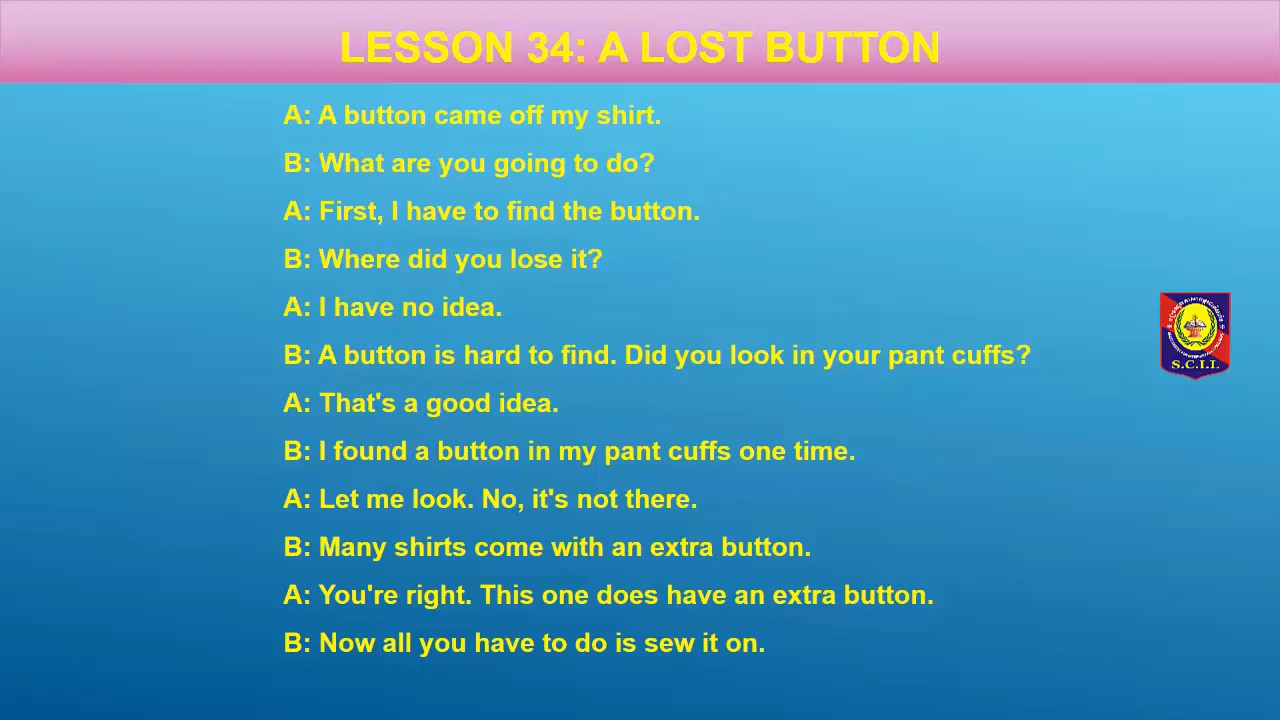 LESSON 34: A LOST BUTTON
A: A button came off my shirt.
B: What are you going to do?
A: First, I have to find the button.
B: Where did you lose it?
A: I have no idea.
B: A button is hard to find. Did you look in your pant cuffs?
A: That's a good idea.
B: I found a button in my pant cuffs one time.
A: Let me look. No, it's not there.
B: Many shirts come with an extra button.
A: You're right. This one does have an extra button.
B: Now all you have to do is sew it on.
S.C.I.L